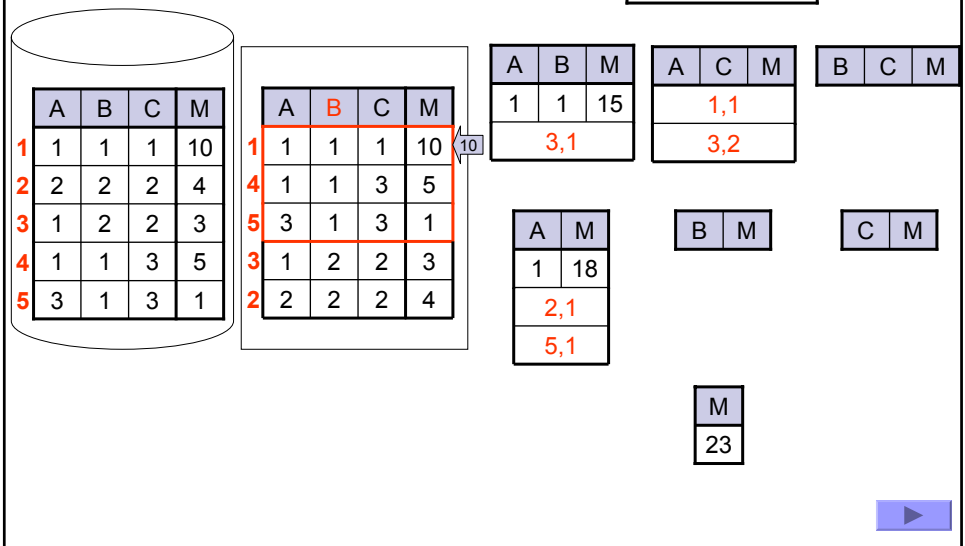 A B C M
1 1 1 1 10
2 2 2 2 4
3 1 2 2 3
4 1 1 3 5
5 3 1 3 1
A B C M
1 1 1 1 10
4 1 1 3 5
5 3 1 3 1
3 1 2 2 3
2 2 2 2 4
10
A B M
1 1 15
3,1
A C M
1,1
3,2
B C M
A M
1 18
2,1
5,1
B M
C M
M
23